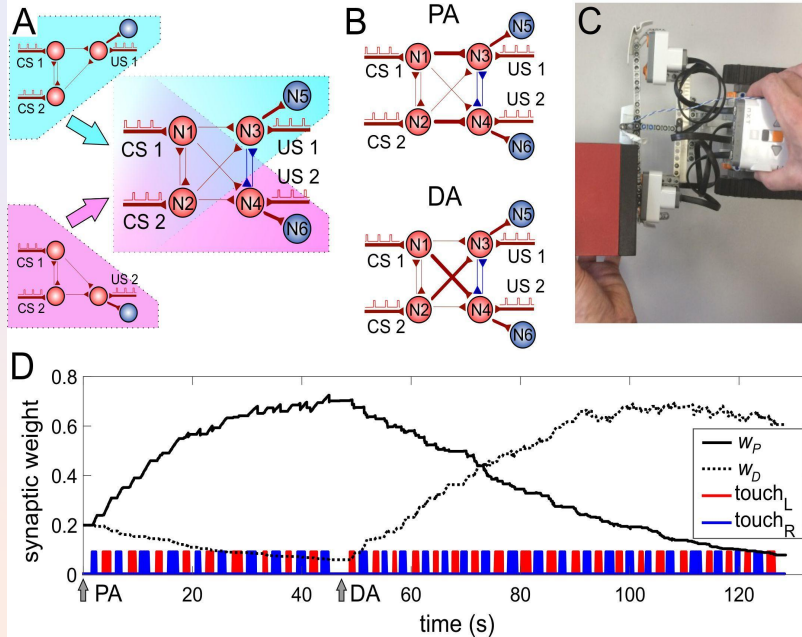 A
CS 1
US 1
CS 2
CS 1
US 2
CS 2
N5
N1
N3
CS 1
US 1
US 2
N2
N4
CS 2
N6
B
PA
N5
N1
N3
CS 1
US 1
US 2
N2
N4
CS 2
N6
DA
N5
N1
N3
CS 1
US 1
US 2
N2
N4
CS 2
N6
C
D
synaptic weight
0.8
0.6
0.4
0.2
0
w_P
w_D
touch_L
touch_R
PA
DA
20
40
60
80
100
120
time (s)